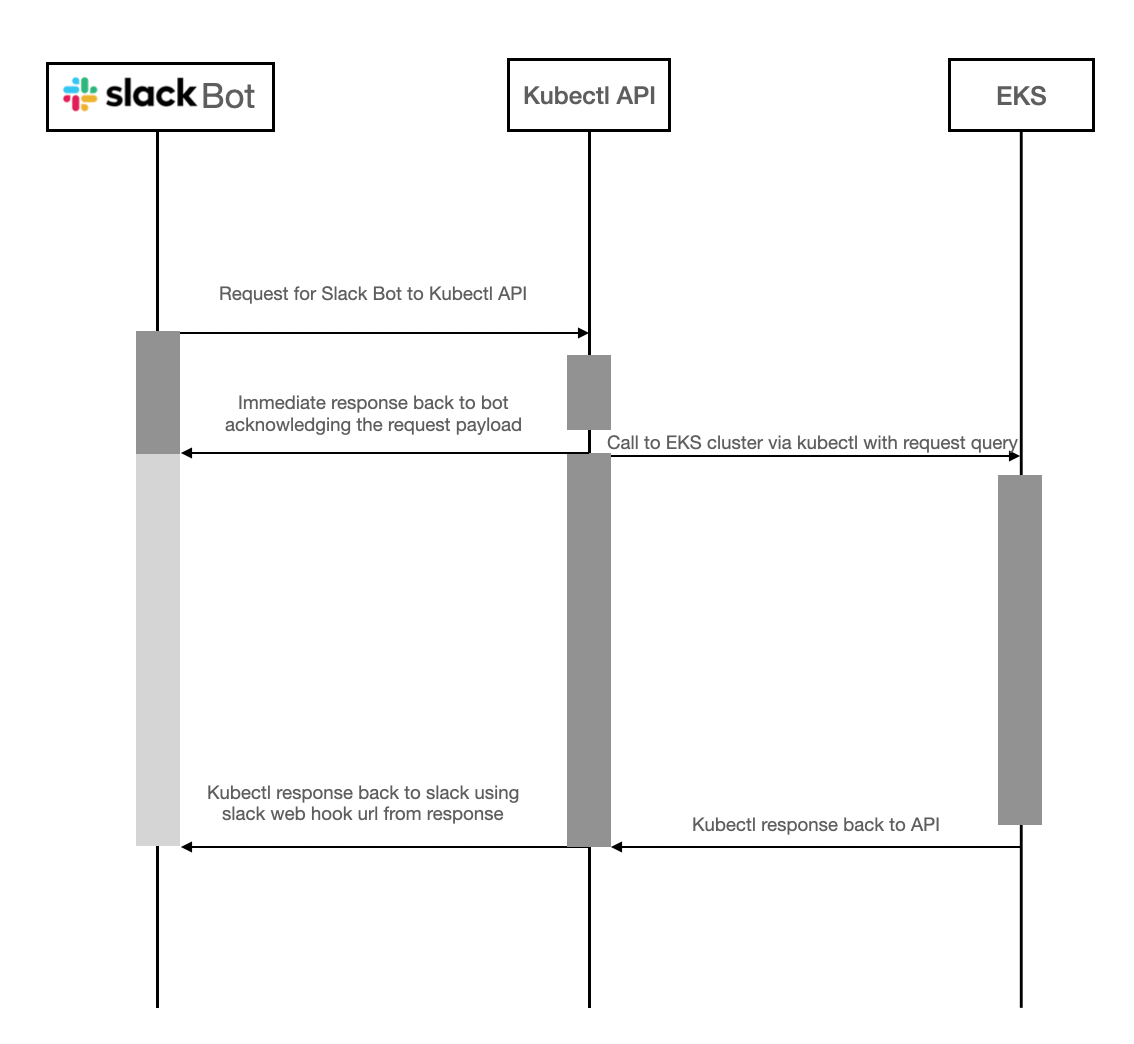 slack Bot
Kubectl API
EKS
Request for Slack Bot to Kubectl API
Immediate response back to bot
acknowledging the request payload
Call to EKS cluster via kubectl with request query
Kubectl response back to slack using
slack web hook url from response
Kubectl response back to API